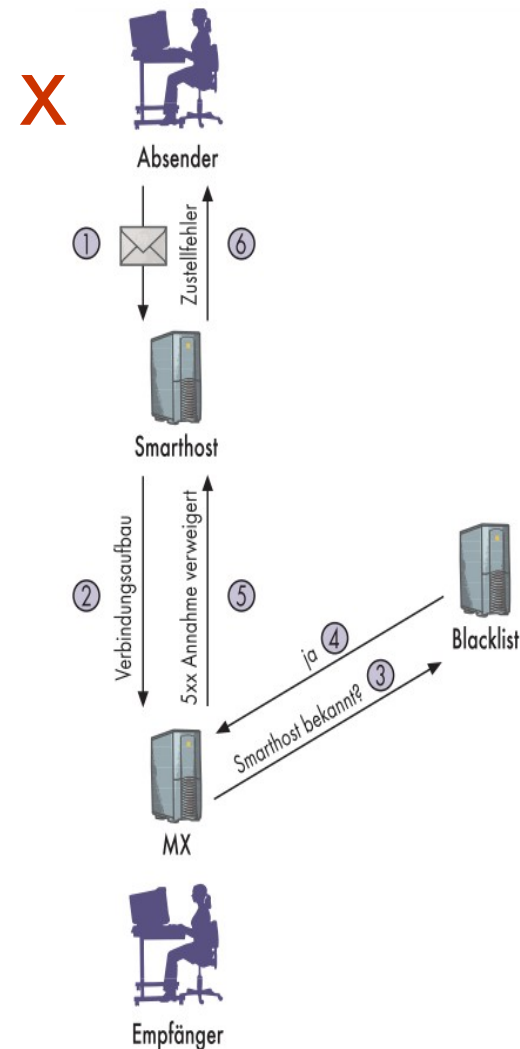 X
Absender
1
Zustellfehler
6
Smarthost
2
Verbindungsaufbau
5xx Annahme verweigert
5
ja
4
Smarthost bekannt?
3
Blacklist
MX
Empfänger